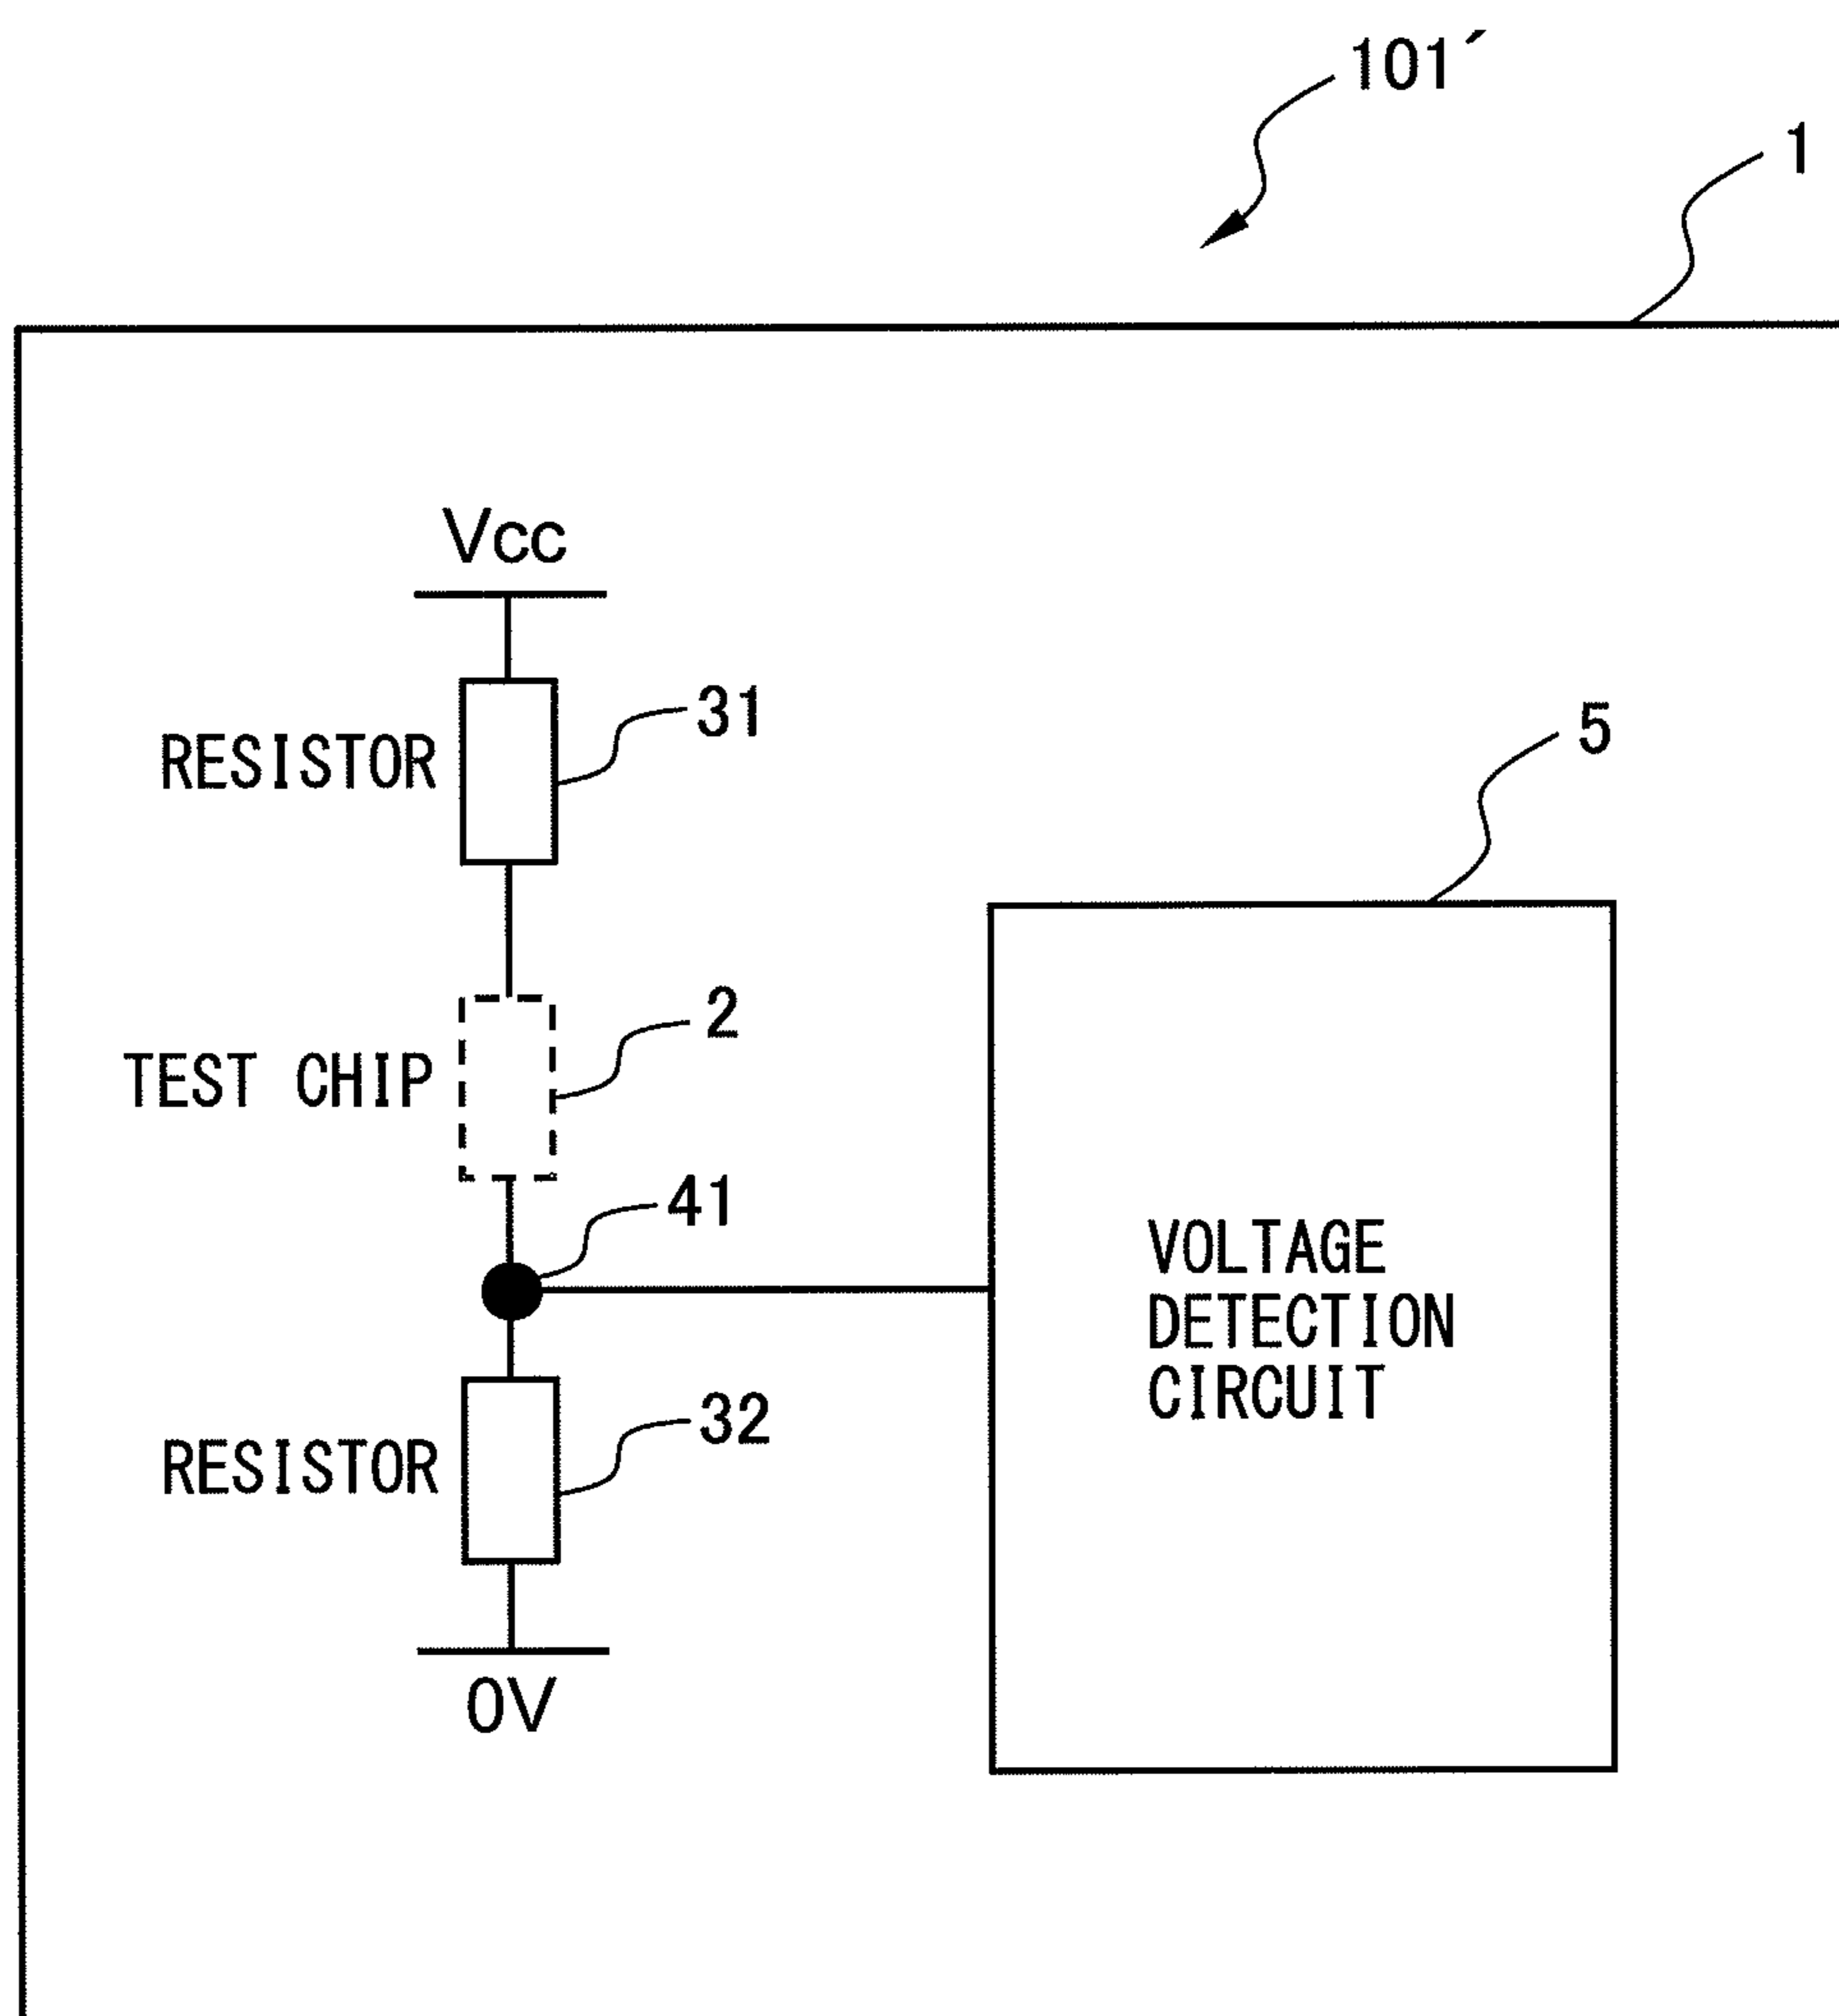 101´
1
Vcc
RESISTOR
31
5
TEST CHIP
2
41
VOLTAGE
DETECTION
CIRCUIT
RESISTOR
32
0V